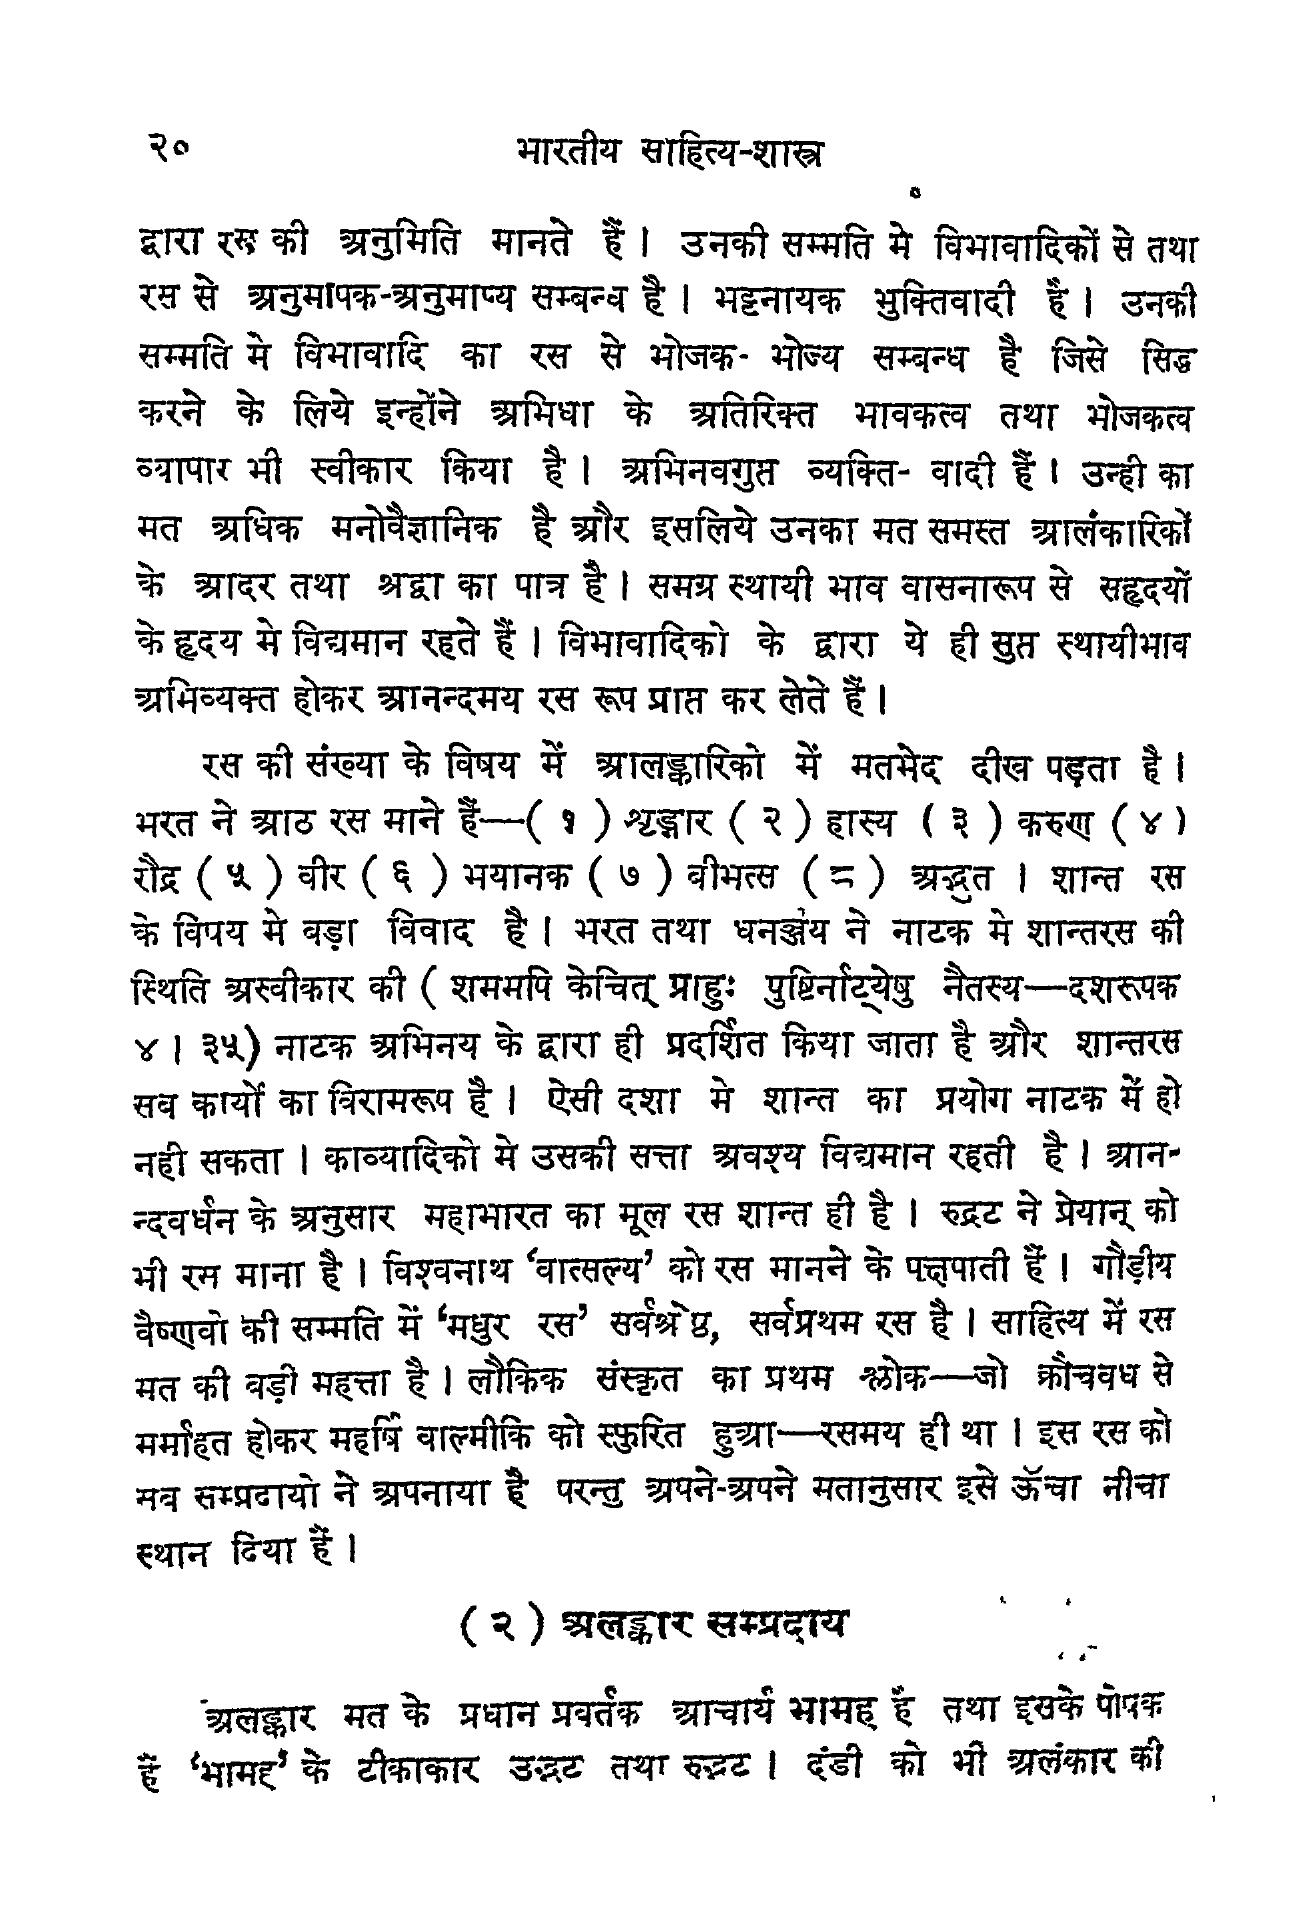 २० भारतीय साहित्य-शास्त्र
द्वारा रस की अनुमिति मानते हैं । उनकी सम्मति मे विभावादिकों से तथा
रस से अनुमापक-अनुमाप्य सम्बन्ध है । भट्टनायक भुक्तिवादी हैं । उनकी
सम्मति मे विभावादि का रस से भोजक- भोज्य सम्बन्ध है जिसे सिद्ध
करने के लिये इन्होंने अभिधा के अतिरिक्त भावकत्व तथा भोजकत्व
व्यापार भी स्वीकार किया है । अभिनवगुप्त व्यक्ति- वादी हैं । उन्ही का
मत अधिक मनोवैज्ञानिक है और इसलिये उनका मत समस्त आलंकारिकों
के आदर तथा श्रद्वा का पात्र है । समग्र स्थायी भाव वासनारूप से सहृदयों
के हृदय मे विद्यमान रहते हैं । विभावादिको के द्वारा ये ही सुप्त स्थायीभाव
अभिव्यक्त होकर आनन्दमय रस रूप प्राप्त कर लेते हैं ।
रस की संख्या के विषय में आलङ्कारिको में मतभेद दीख पड़ता है ।
भरत ने आठ रस माने हैं—( १ ) शृङ्गार ( २ ) हास्य ( ३ ) करुण ( ४ )
रौद्र ( ५ ) वीर ( ६ ) भयानक ( ७ ) वीभत्स ( ८ ) अद्भुत । शान्त रस
के विषय मे बड़ा विवाद है । भरत तथा धनञ्जय ने नाटक मे शान्तरस की
स्थिति अस्वीकार की ( शममपि केचित् प्राहुः पुष्टिर्नाट्येषु नैतस्य—दशरूपक
४ । ३५) नाटक अभिनय के द्वारा ही प्रदर्शित किया जाता है और शान्तरस
सब कार्यों का विरामरूप है । ऐसी दशा मे शान्त का प्रयोग नाटक में हो
नही सकता । काव्यादिको मे उसकी सत्ता अवश्य विद्यमान रहती है । आन-
न्दवर्धन के अनुसार महाभारत का मूल रस शान्त ही है । रुद्रट ने प्रेयान् को
भी रस माना है । विश्वनाथ ‘वात्सल्य’ को रस मानने के पक्षपाती हैं । गौड़ीय
वैष्णवो की सम्मति में ‘मधुर रस’ सर्वश्रेष्ठ, सर्वप्रथम रस है । साहित्य में रस
मत की बड़ी महत्ता है । लौकिक संस्कृत का प्रथम श्लोक—जो क्रौंचवध से
मर्माहत होकर महर्षि वाल्मीकि को स्फुरित हुआ—रसमय ही था । इस रस को
सब सम्प्रदायो ने अपनाया है परन्तु अपने-अपने मतानुसार इसे ऊँचा नीचा
स्थान दिया हैं ।
( २ ) अलङ्कार सम्प्रदाय
अलङ्कार मत के प्रधान प्रवर्तक आचार्य भामह हैं तथा इसके पोषक
हैं ‘भामह’ के टीकाकार उद्भट तथा रुद्रट । दंडी को भी अलंकार की